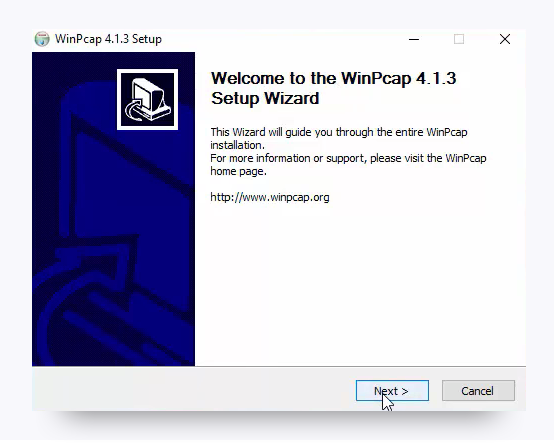 WinPcap 4.1.3 Setup
Welcome to the WinPcap 4.1.3
Setup Wizard
This Wizard will guide you through the entire WinPcap
installation.
For more information or support, please visit the WinPcap
home page.
http://www.winpcap.org
Next >
Cancel